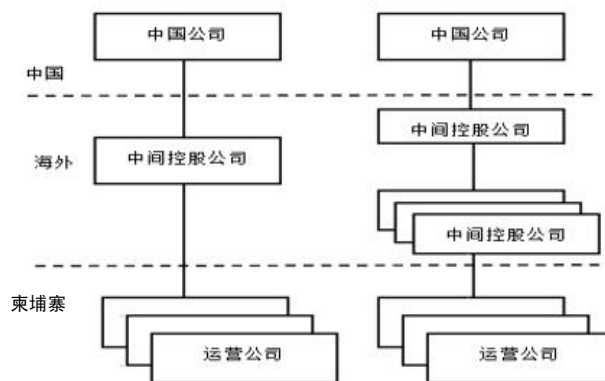 中国公司 中国公司
中国
中间控股公司
中间控股公司
海外
中间控股公司
柬埔寨
运营公司 运营公司